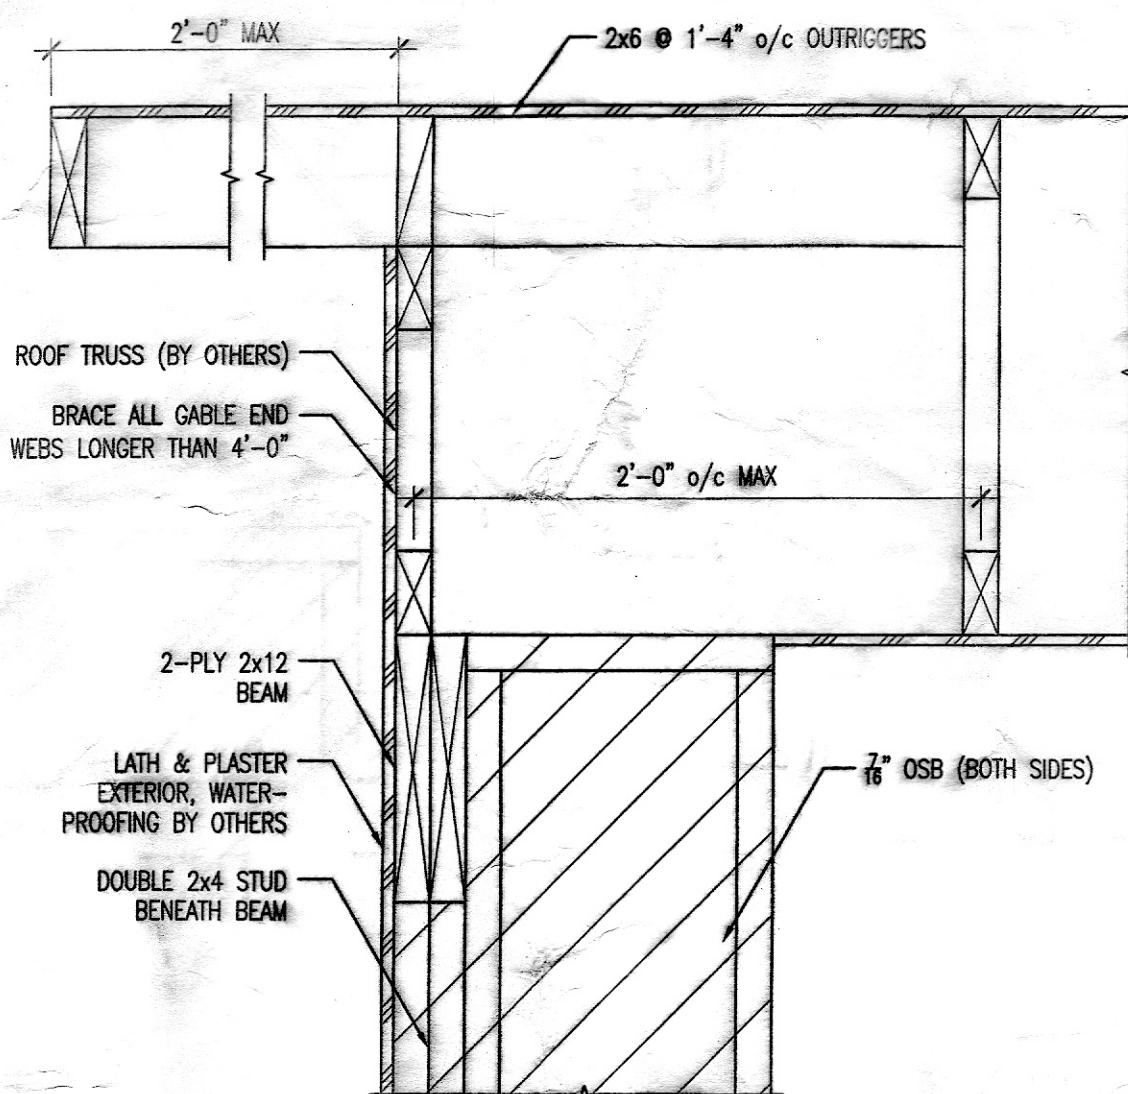 2'-0" MAX
2x6 @ 1'-4" o/c OUTRIGGERS
ROOF TRUSS (BY OTHERS)
BRACE ALL GABLE END
WEBS LONGER THAN 4'-0"
2'-0" o/c MAX
2-PLY 2x12
BEAM
7/16" OSB (BOTH SIDES)
LATH & PLASTER
EXTERIOR, WATER-
PROOFING BY OTHERS
DOUBLE 2x4 STUD
BENEATH BEAM